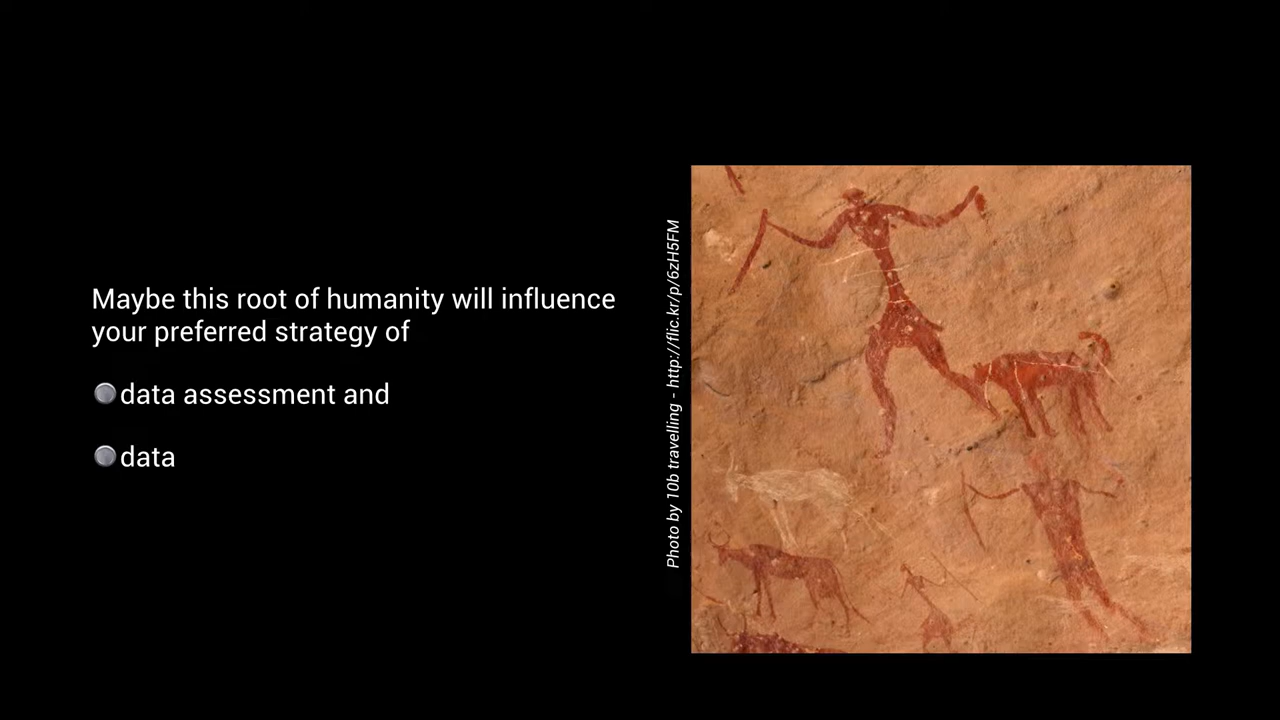 Maybe this root of humanity will influence
your preferred strategy of
data assessment and
data
Photo by 10b travelling - http://flic.kr/p/6zH5FM